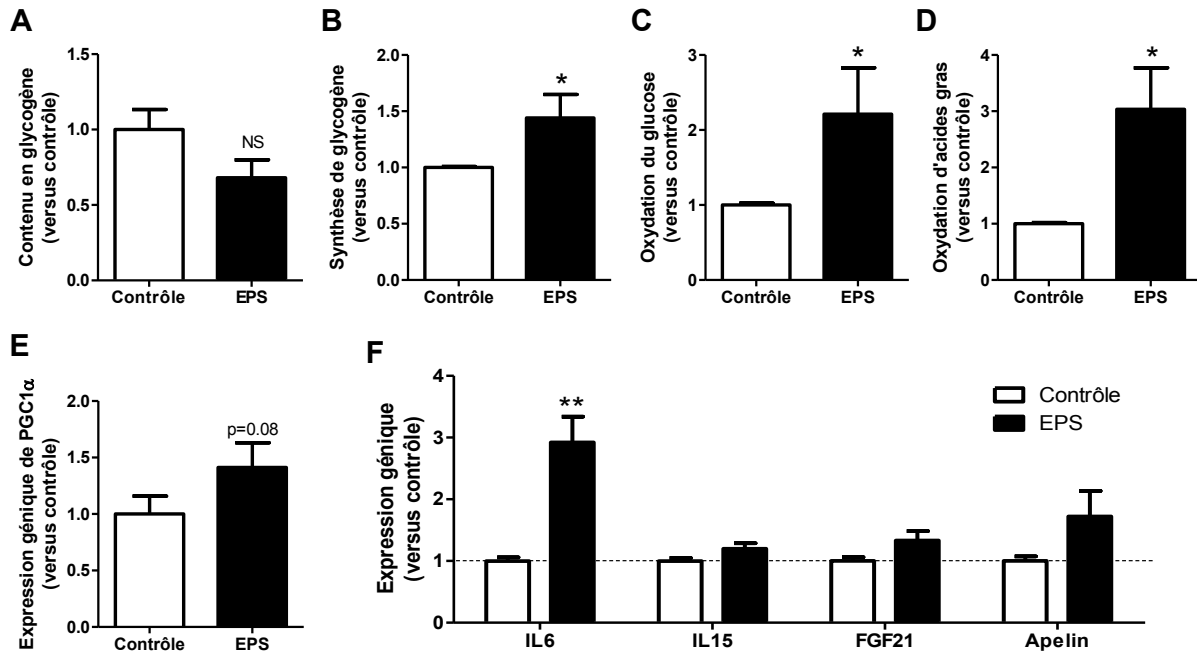 A
Contenu en glycogène
(versus contrôle)
1.5
1.0
0.5
0.0
NS
Contrôle
EPS
B
Synthèse de glycogène
(versus contrôle)
2.0
1.5
1.0
0.5
0.0
*
Contrôle
EPS
C
Oxydation du glucose
(versus contrôle)
3
2
1
0
*
Contrôle
EPS
D
Oxydation d'acides gras
(versus contrôle)
4
3
2
1
0
*
Contrôle
EPS
E
Expression génique de PGC1α
(versus contrôle)
2.0
1.5
1.0
0.5
0.0
p=0.08
Contrôle
EPS
F
Expression génique
(versus contrôle)
4
3
2
1
0
**
Contrôle
EPS
IL6
IL15
FGF21
Apelin